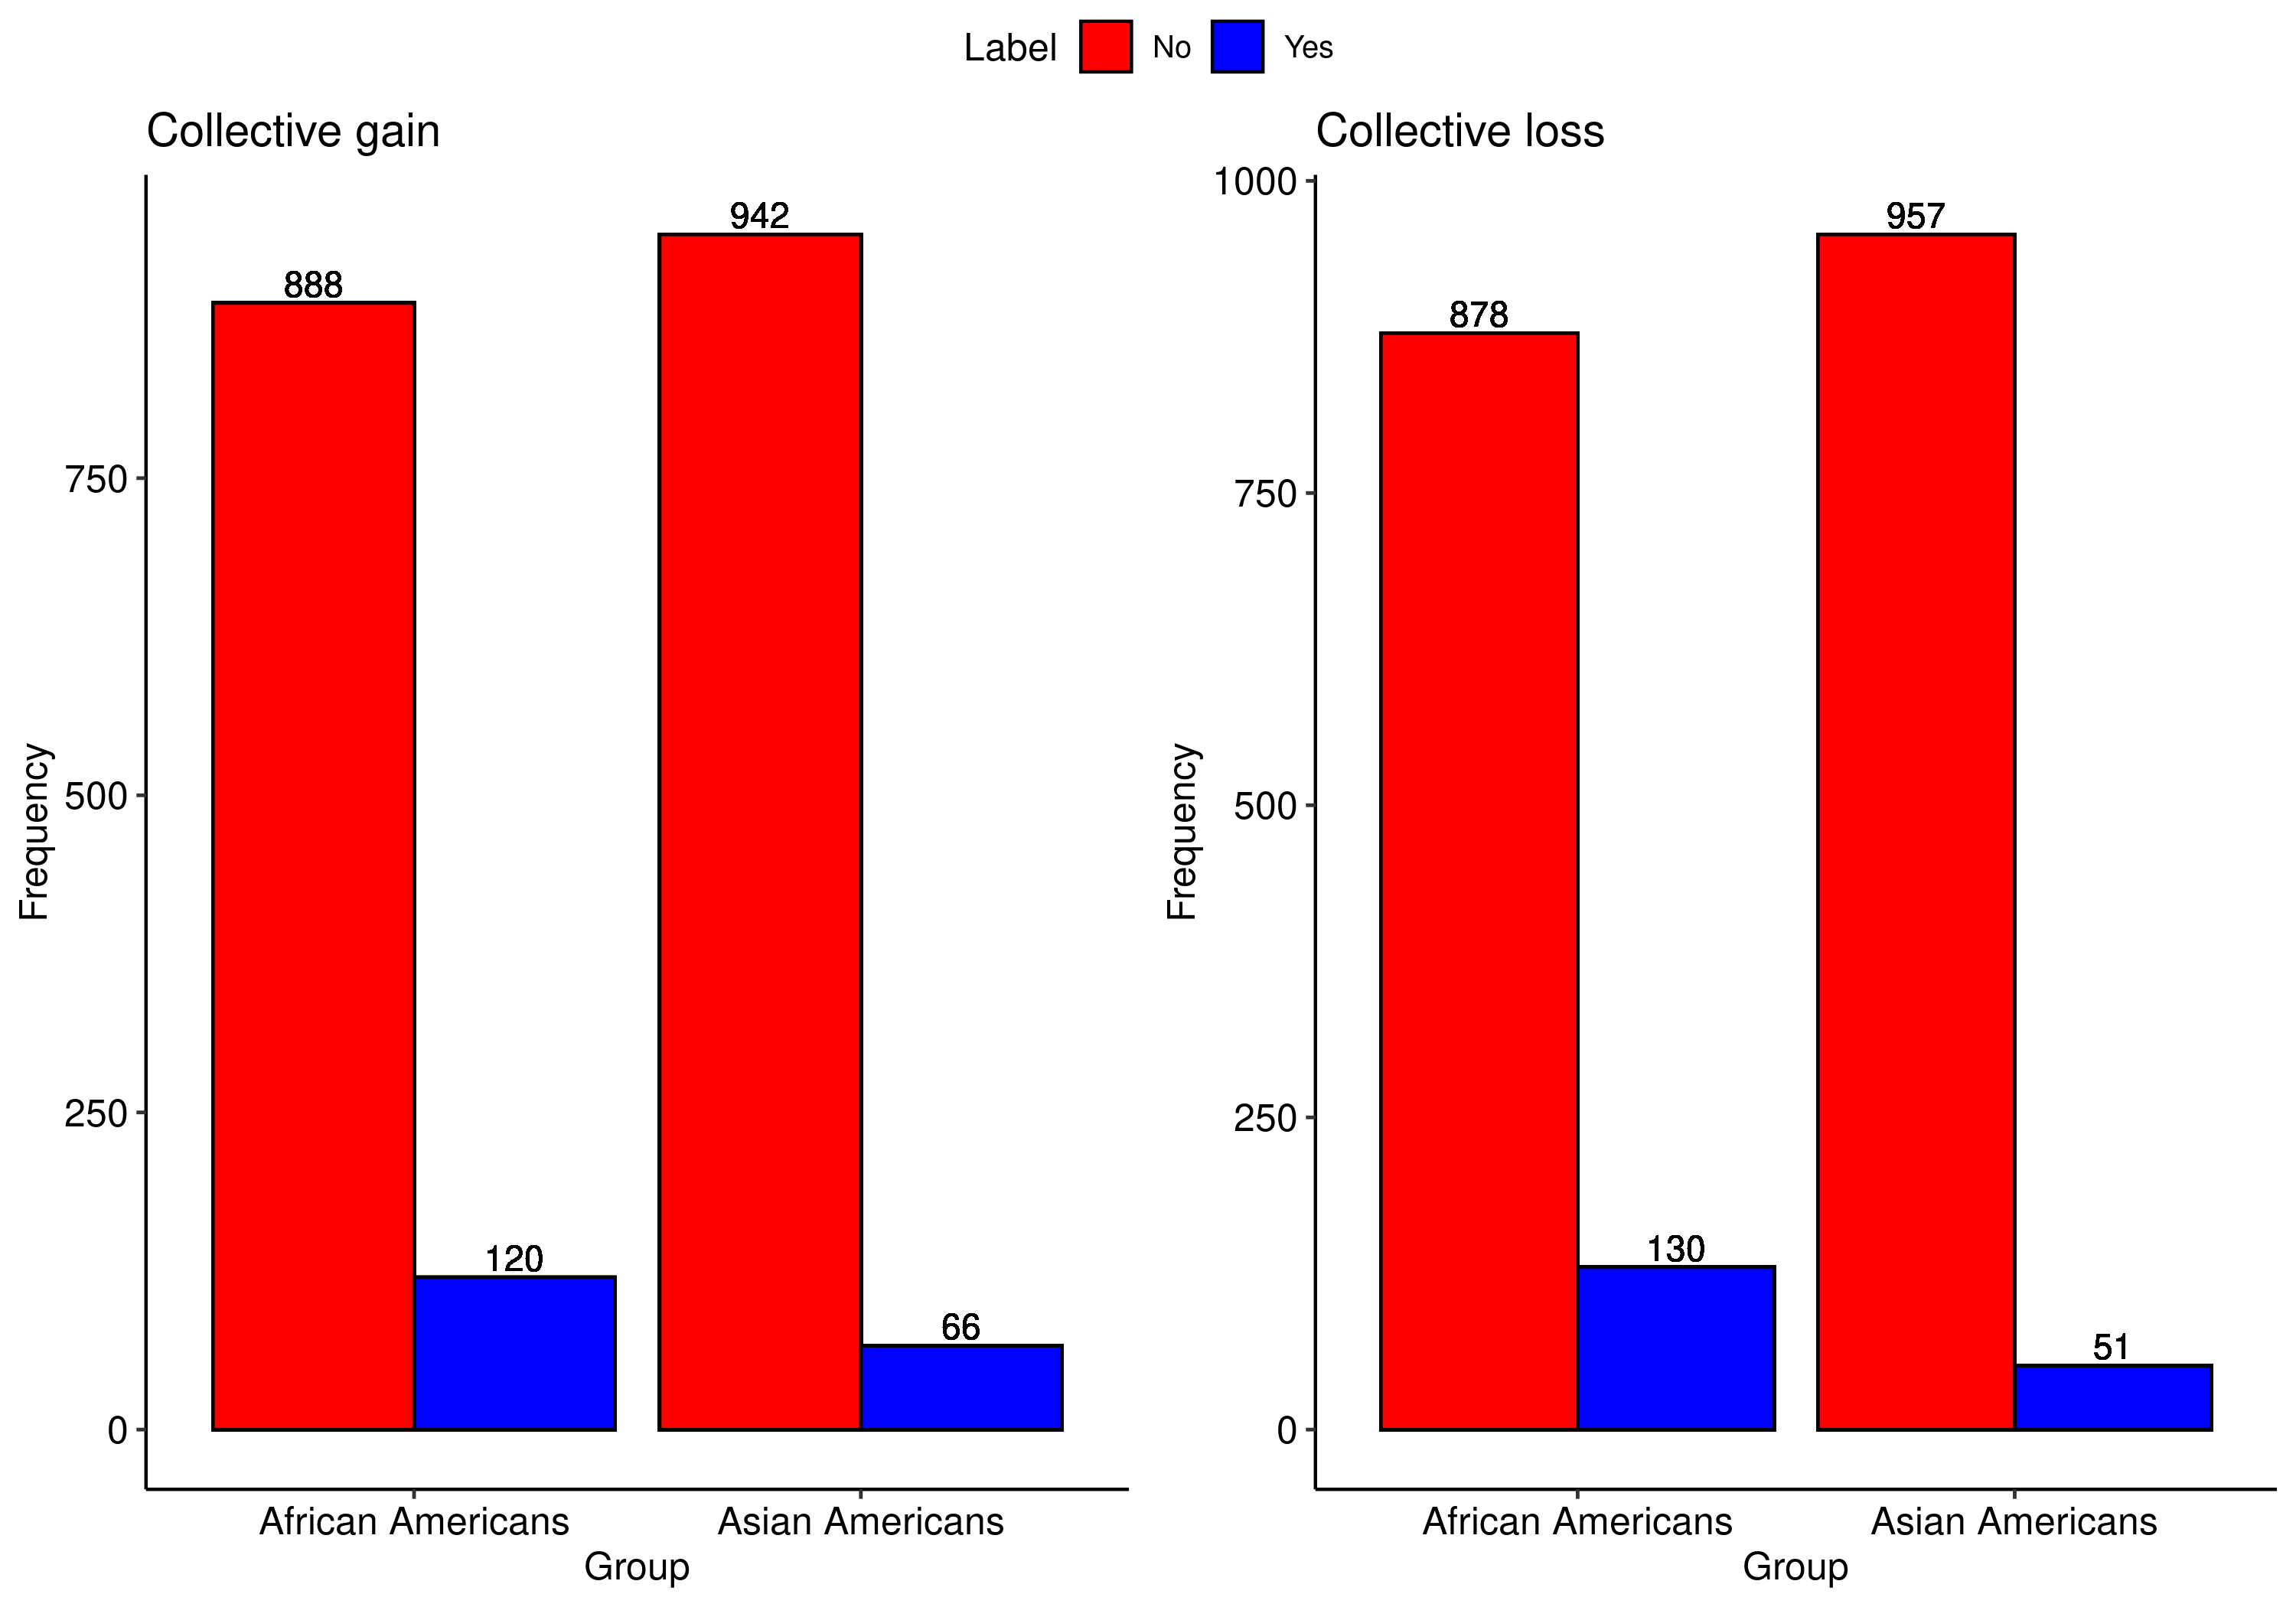 Label No Yes
Collective gain
Frequency
750
500
250
0
888
120
942
66
African Americans Asian Americans
Group
Collective loss
Frequency
1000
750
500
250
0
878
130
957
51
African Americans Asian Americans
Group